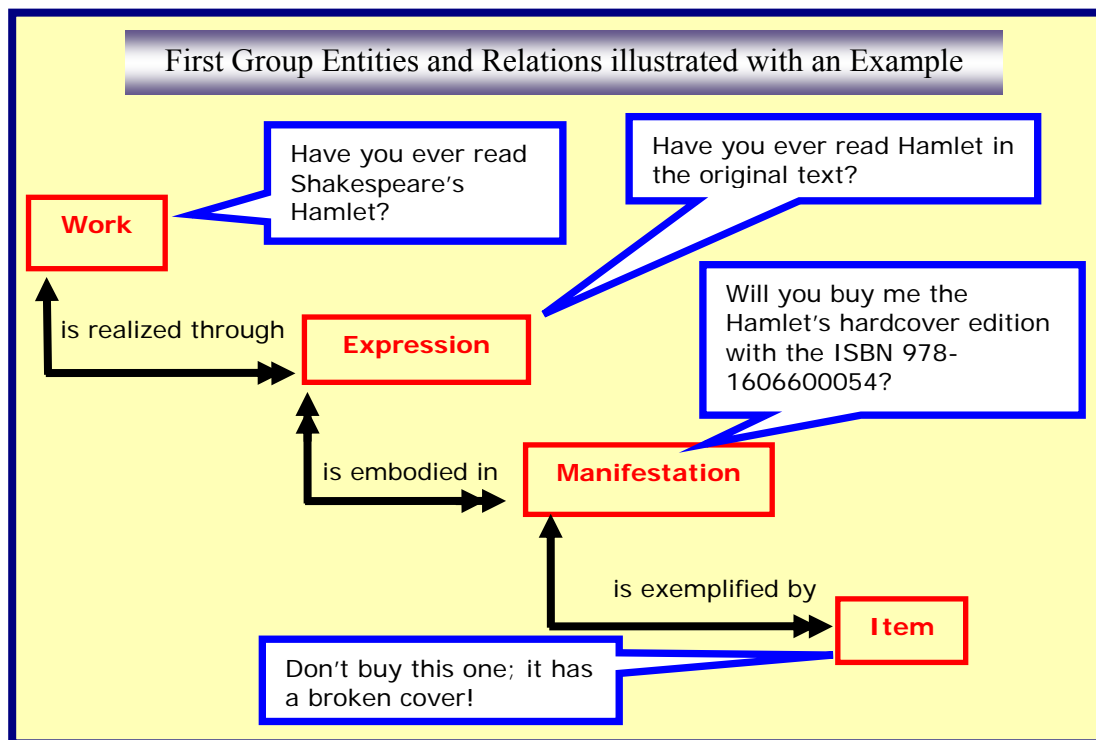 First Group Entities and Relations illustrated with an Example
Have you ever read
Shakespeare's
Hamlet?
Have you ever read Hamlet in
the original text?
Work
Will you buy me the
Hamlet's hardcover edition
with the ISBN 978-
1606600054?
is realized through
Expression
is embodied in
Manifestation
is exemplified by
Item
Don't buy this one; it has
a broken cover!